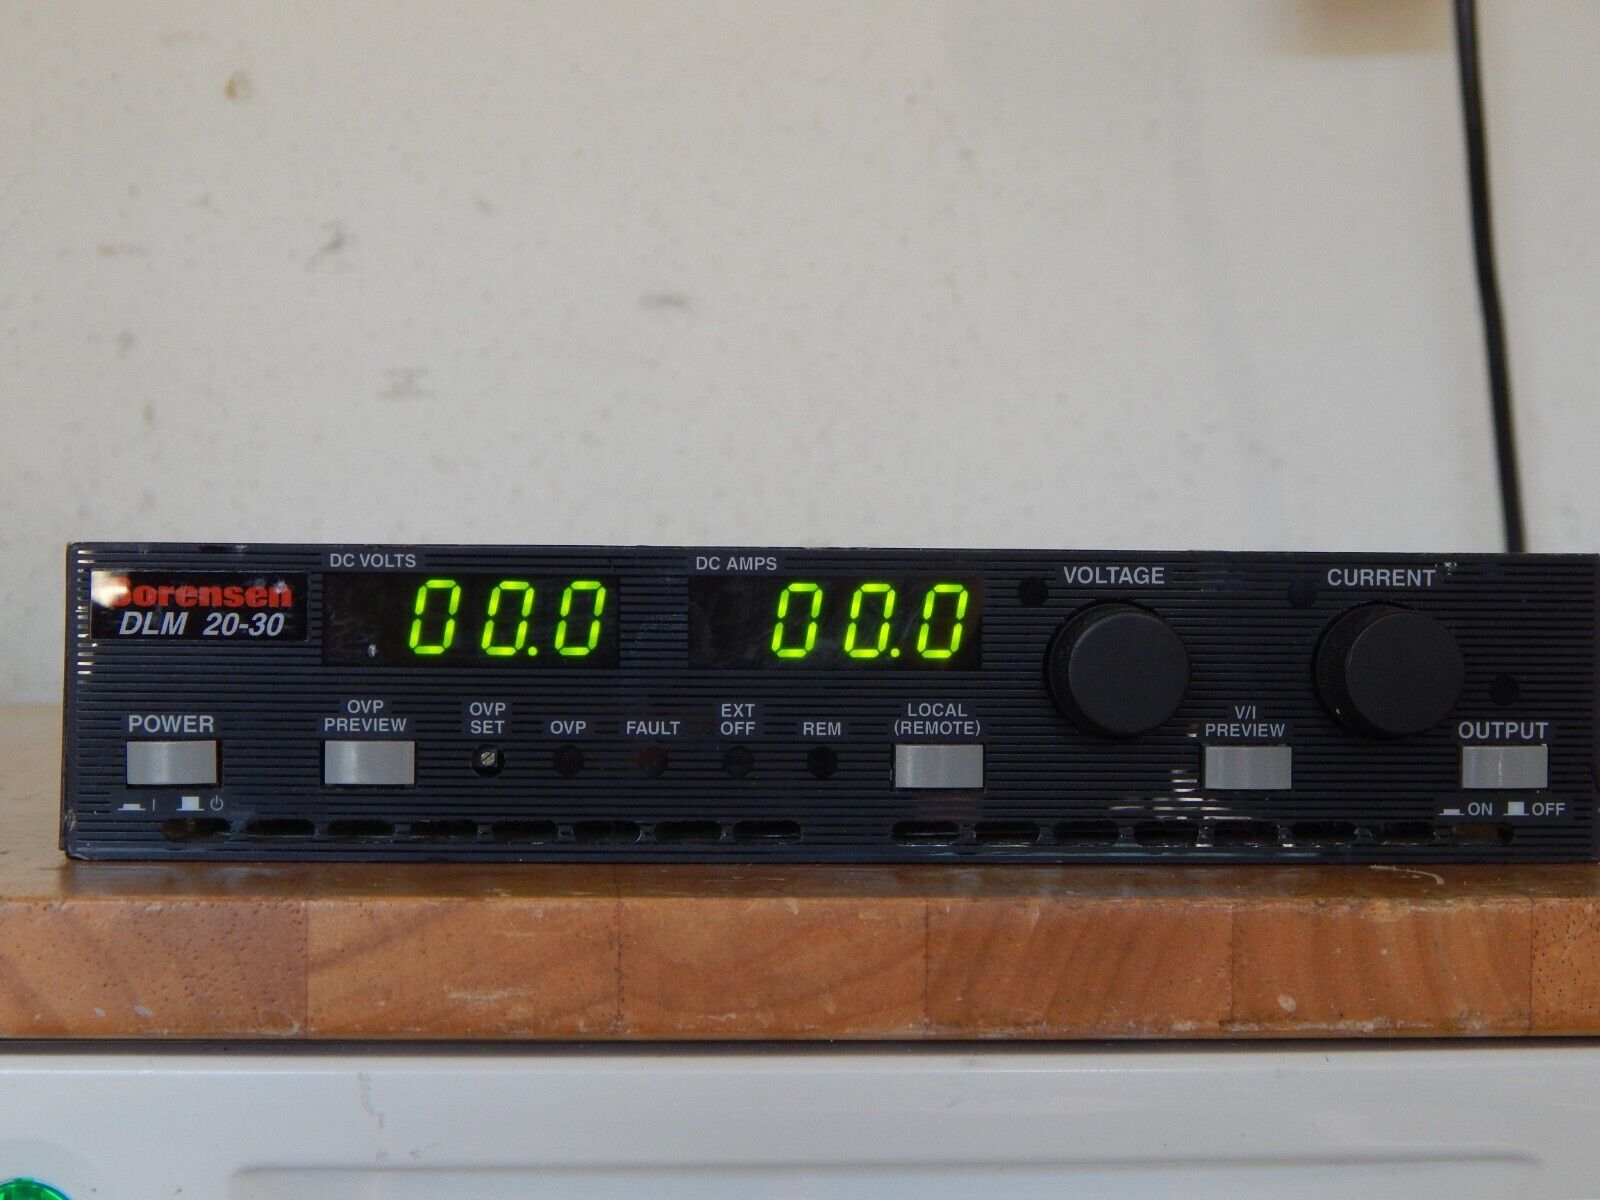 DC VOLTS
DC AMPS
VOLTAGE
CURRENT
Sorensen
DLM 20-30
00.0
00.0
POWER
OVP
PREVIEW
OVP
SET
OVP
FAULT
EXT
OFF
REM
LOCAL
(REMOTE)
V/I
PREVIEW
OUTPUT
I
ON
OFF